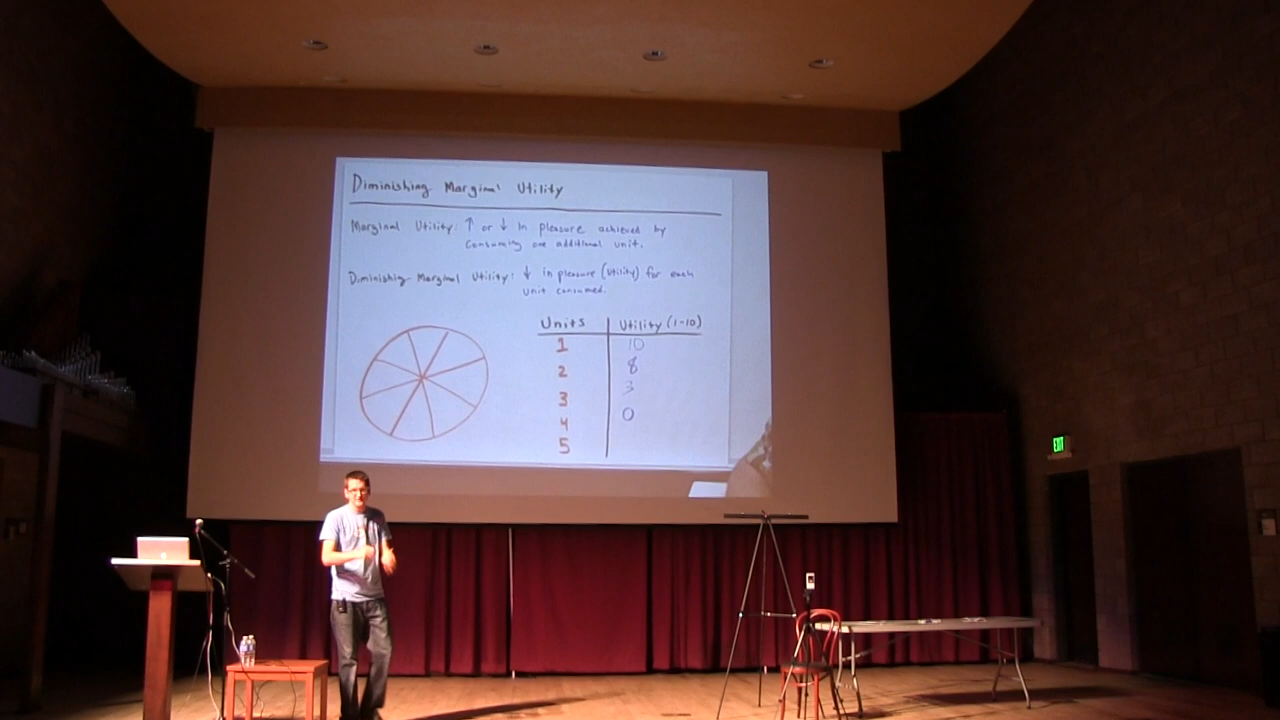 Diminishing Marginal Utility
Marginal Utility: ↑ or ↓ in pleasure achieved by
consuming one additional unit.
Diminishing Marginal Utility: ↓ in pleasure (utility) for each
unit consumed.
Units Utility (1-10)
1 10
2 8
3 3
4 0
5
EXIT